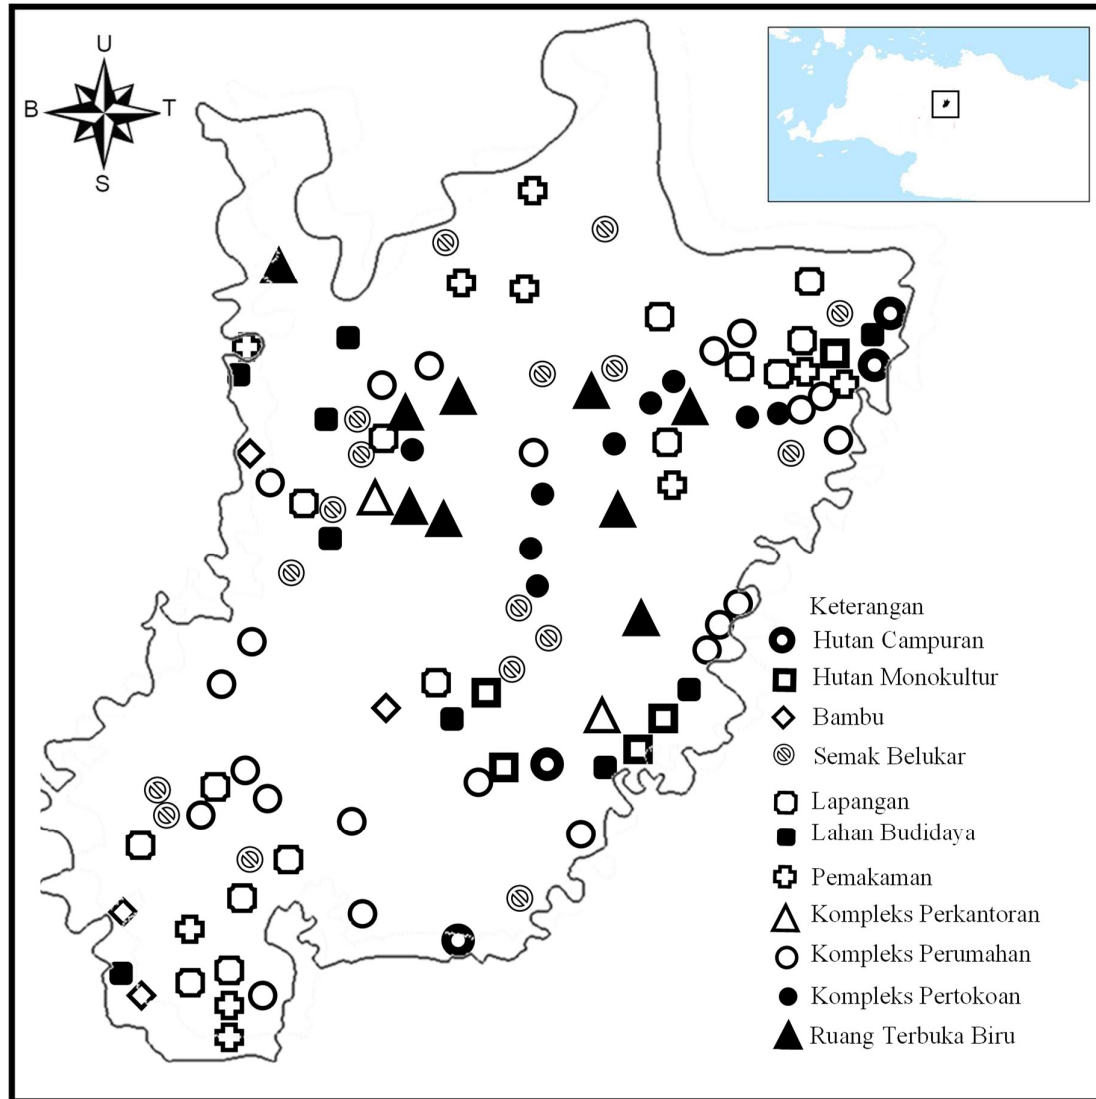 U
B T
S
Keterangan
Hutan Campuran
Hutan Monokultur
Bambu
Semak Belukar
Lapangan
Lahan Budidaya
Pemakaman
Kompleks Perkantoran
Kompleks Perumahan
Kompleks Pertokoan
Ruang Terbuka Biru